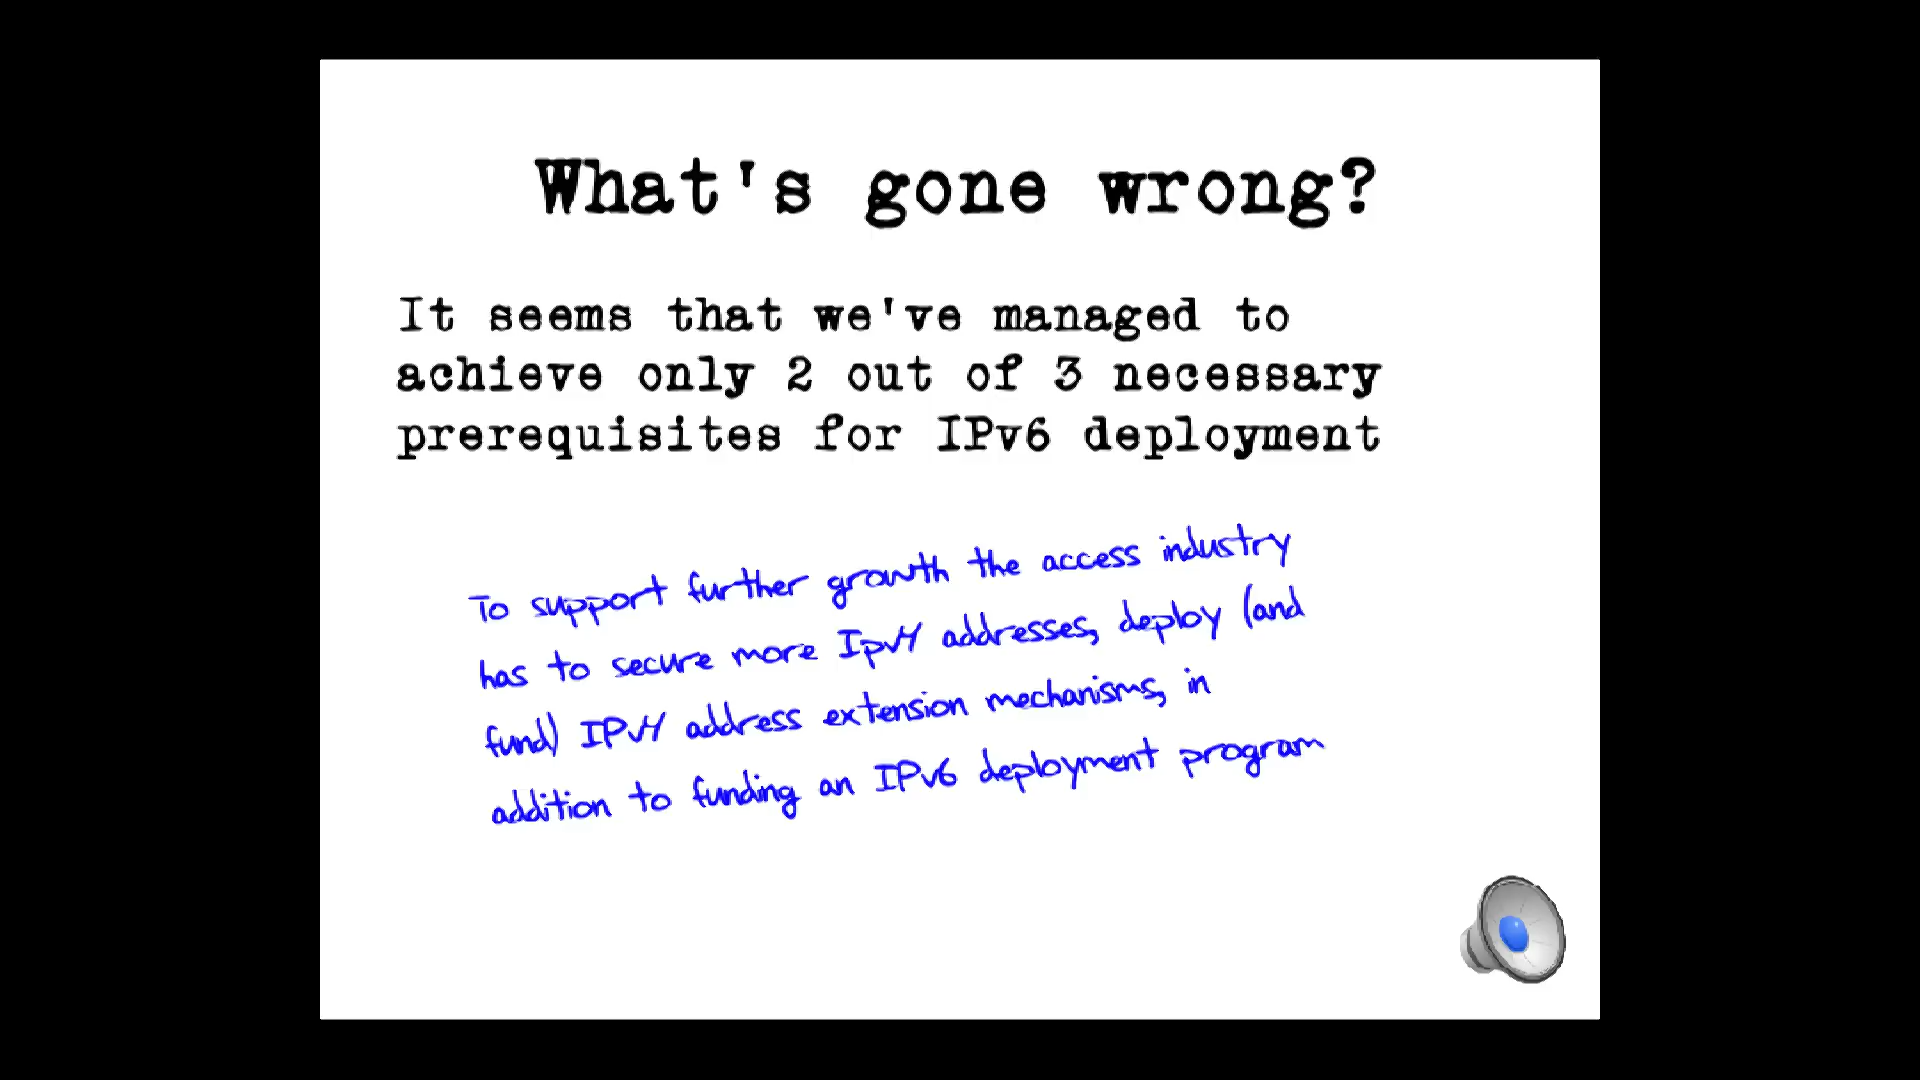 What's gone wrong?
It seems that we've managed to
achieve only 2 out of 3 necessary
prerequisites for IPv6 deployment
To support further growth the access industry
has to secure more Ipv4 addresses, deploy (and
fund) IPv4 address extension mechanisms, in
addition to funding an IPv6 deployment program